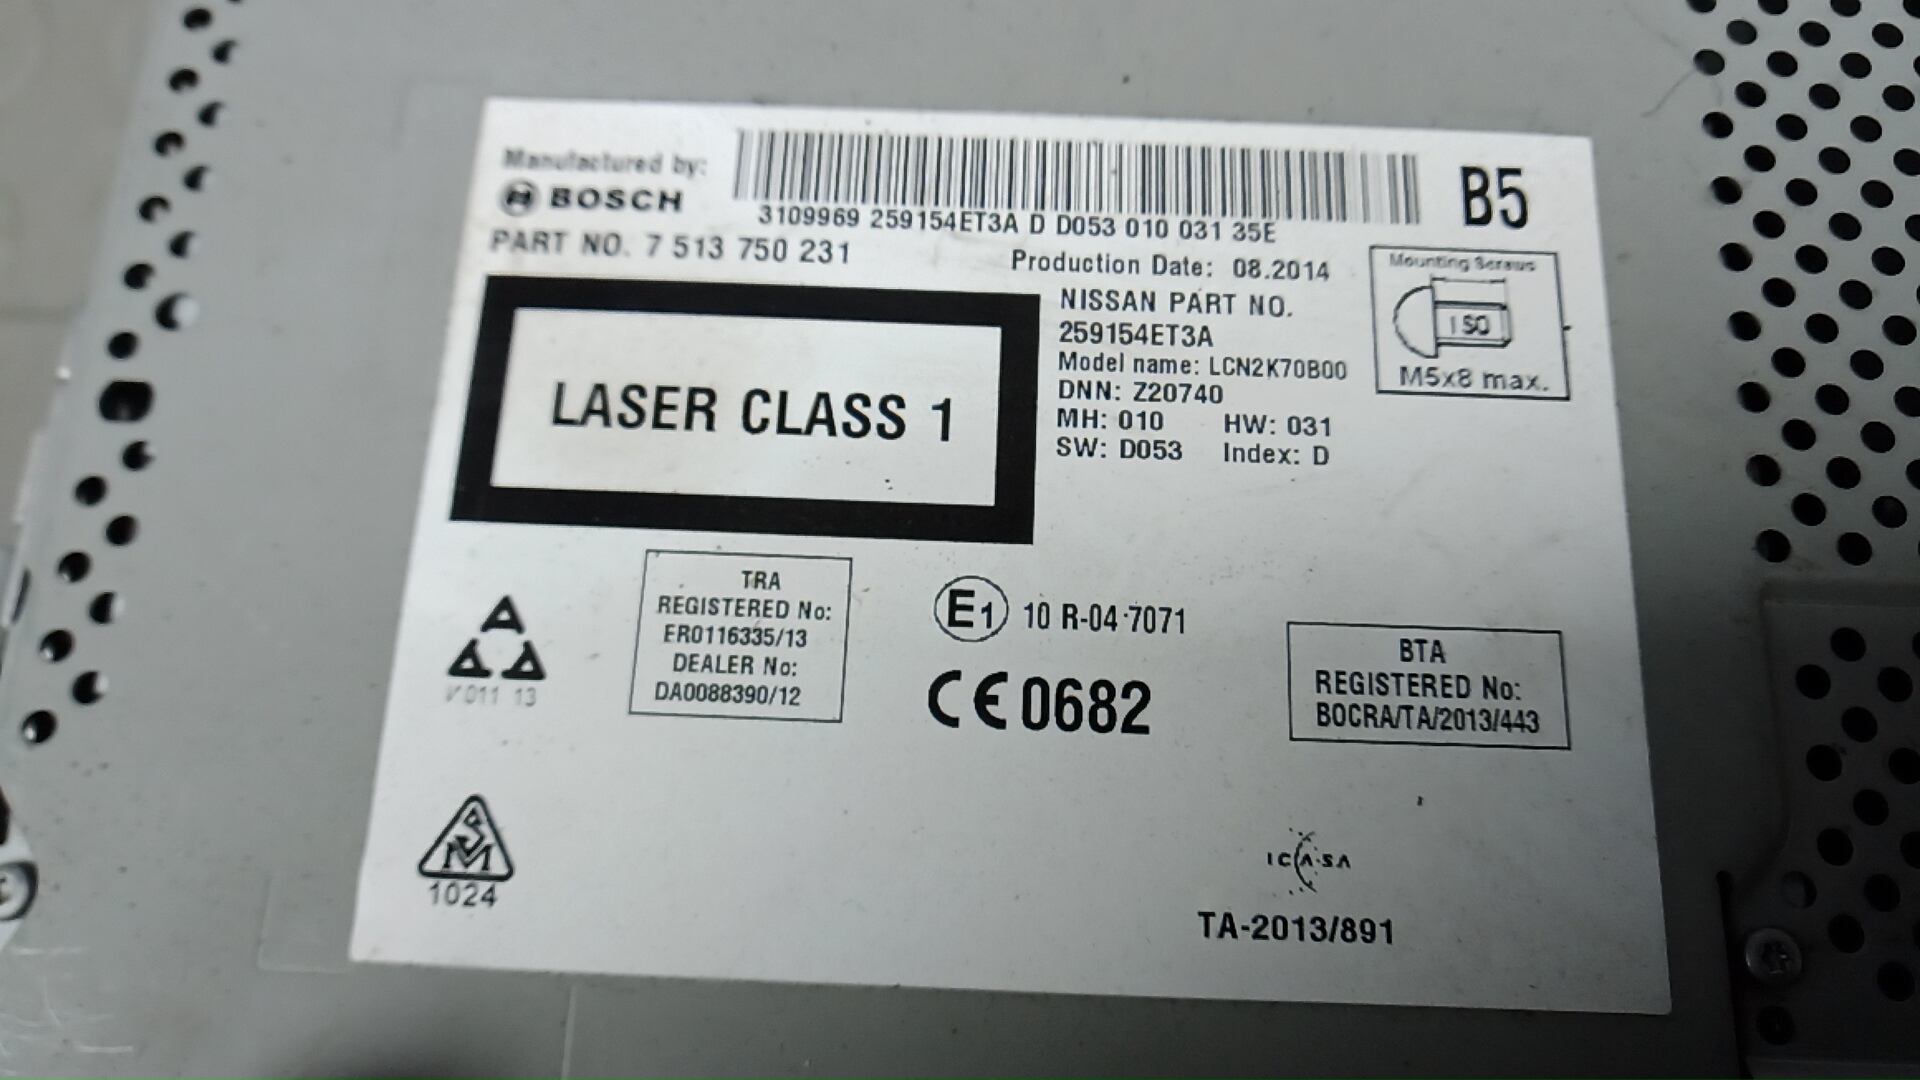 Manufactured by:
BOSCH
3109969 259154ET3A D D053 010 031 35E
B5
PART NO. 7 513 750 231
Production Date: 08.2014
Mounting Screws
ISO
M5x8 max.
NISSAN PART NO.
259154ET3A
Model name: LCN2K70B00
DNN: Z20740
MH: 010 HW: 031
SW: D053 Index: D
LASER CLASS 1
TRA
REGISTERED No:
ER0116335/13
DEALER No:
DA0088390/12
E1 10 R-04 7071
CE 0682
BTA
REGISTERED No:
BOCRA/TA/2013/443
V 011 13
1024
ICASA
TA-2013/891